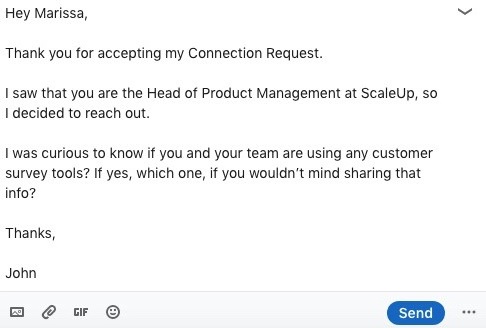 Hey Marissa,
Thank you for accepting my Connection Request.
I saw that you are the Head of Product Management at ScaleUp, so
I decided to reach out.
I was curious to know if you and your team are using any customer
survey tools? If yes, which one, if you wouldn’t mind sharing that
info?
Thanks,
John
GIF
Send